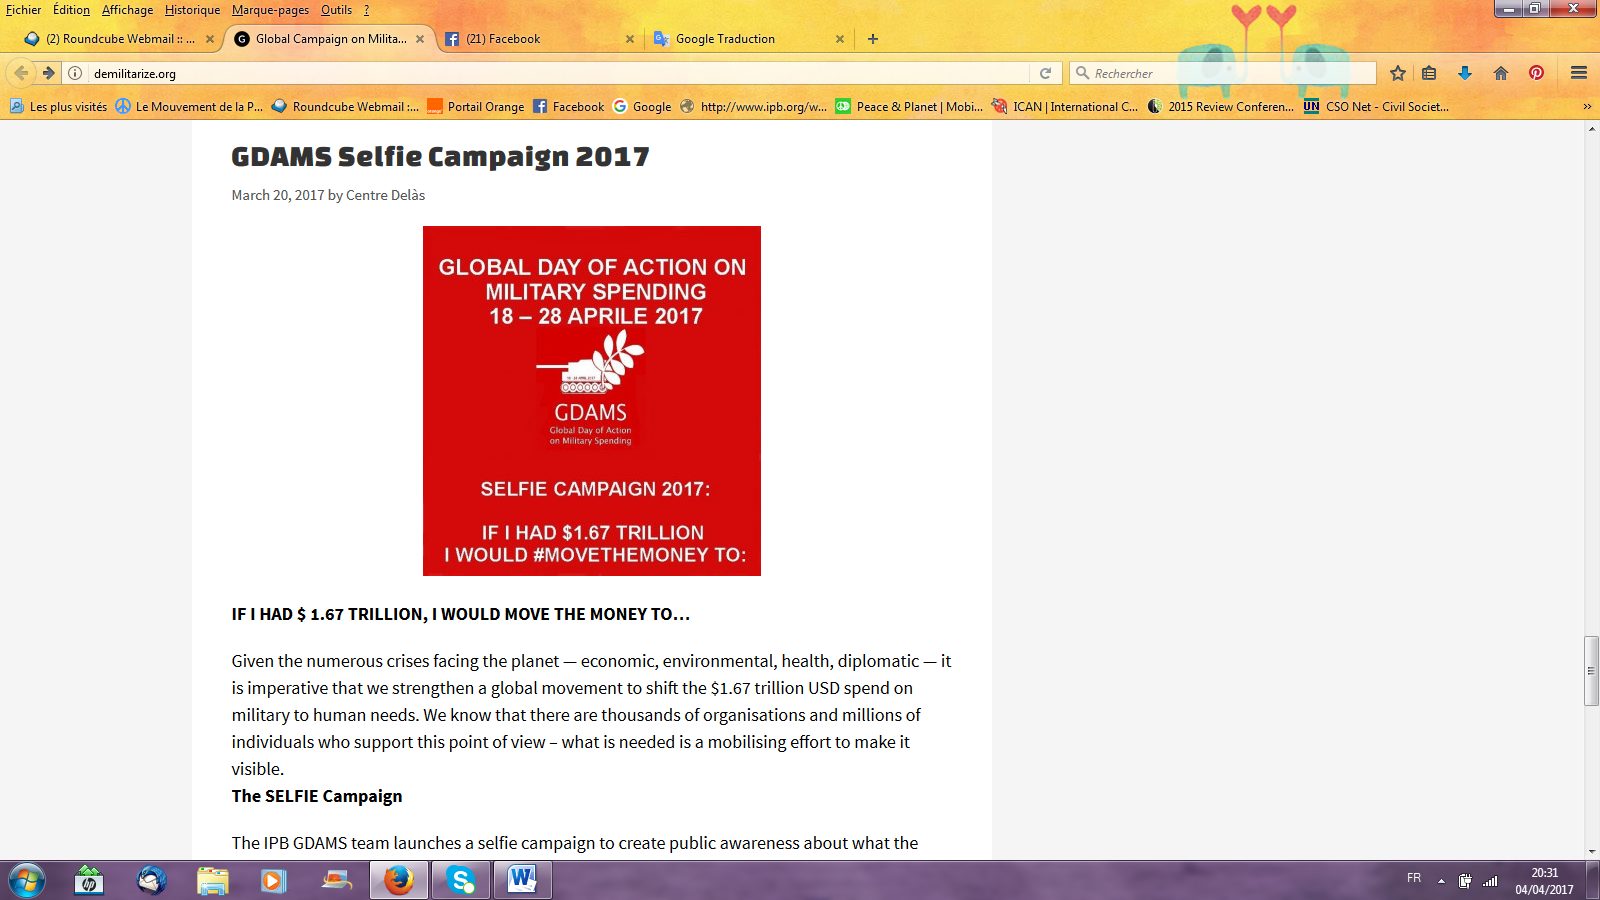 Fichier Édition Affichage Historique Marque-pages Outils ?
(2) Roundcube Webmail :: ...
Global Campaign on Milita...
(21) Facebook
Google Traduction
demilitarize.org
Rechercher
Les plus visités
Le Mouvement de la P...
Roundcube Webmail :...
Portail Orange
Facebook
Google
http://www.ipb.org/w...
Peace & Planet | Mobi...
ICAN | International C...
2015 Review Conferen...
UN
CSO Net - Civil Societ...
GDAMS Selfie Campaign 2017
March 20, 2017 by Centre Delàs
GLOBAL DAY OF ACTION ON
MILITARY SPENDING
18 – 28 APRILE 2017
GDAMS
Global Day of Action
on Military Spending
SELFIE CAMPAIGN 2017:
IF I HAD $1.67 TRILLION
I WOULD #MOVETHEMONEY TO:
IF I HAD $ 1.67 TRILLION, I WOULD MOVE THE MONEY TO…
Given the numerous crises facing the planet — economic, environmental, health, diplomatic — it
is imperative that we strengthen a global movement to shift the $1.67 trillion USD spend on
military to human needs. We know that there are thousands of organisations and millions of
individuals who support this point of view – what is needed is a mobilising effort to make it
visible.
The SELFIE Campaign
The IPB GDAMS team launches a selfie campaign to create public awareness about what the
hp
FR
20:31
04/04/2017